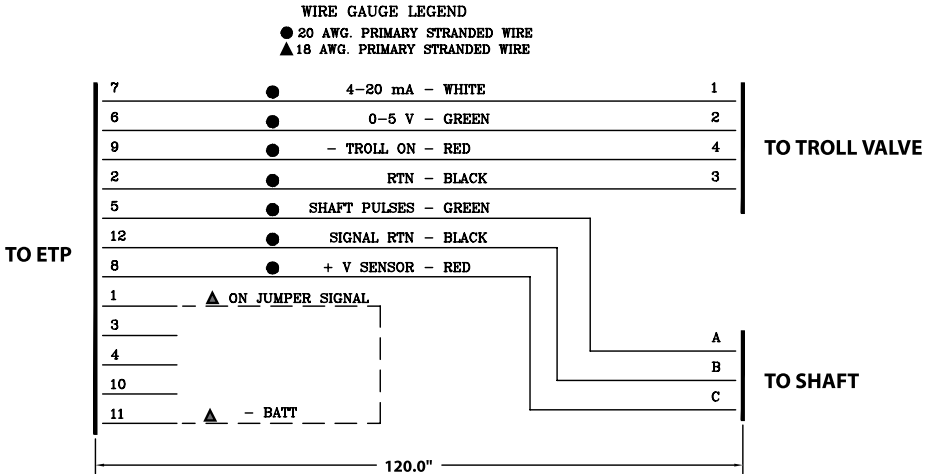 WIRE GAUGE LEGEND
20 AWG. PRIMARY STRANDED WIRE
18 AWG. PRIMARY STRANDED WIRE
7 4-20 mA - WHITE 1
6 0-5 V - GREEN 2
9 - TROLL ON - RED 4
TO TROLL VALVE
2 RTN - BLACK 3
5 SHAFT PULSES - GREEN
12 SIGNAL RTN - BLACK
TO ETP
8 + V SENSOR - RED
1 ON JUMPER SIGNAL
3
A
4
B
TO SHAFT
10
C
11 - BATT
120.0"